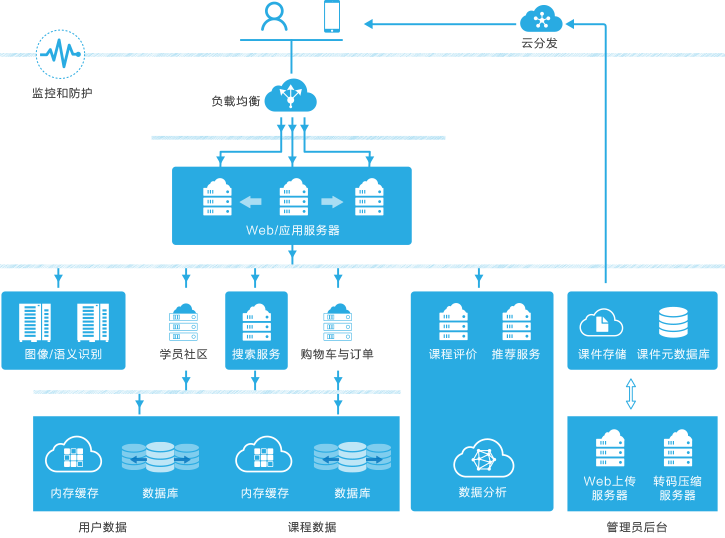 云分发
监控和防护
负载均衡
Web/应用服务器
图像/语义识别
学员社区
搜索服务
购物车与订单
课程评价
推荐服务
课件存储
课件元数据库
内存缓存
数据库
内存缓存
数据库
数据分析
Web上传
服务器
转码压缩
服务器
用户数据
课程数据
管理员后台